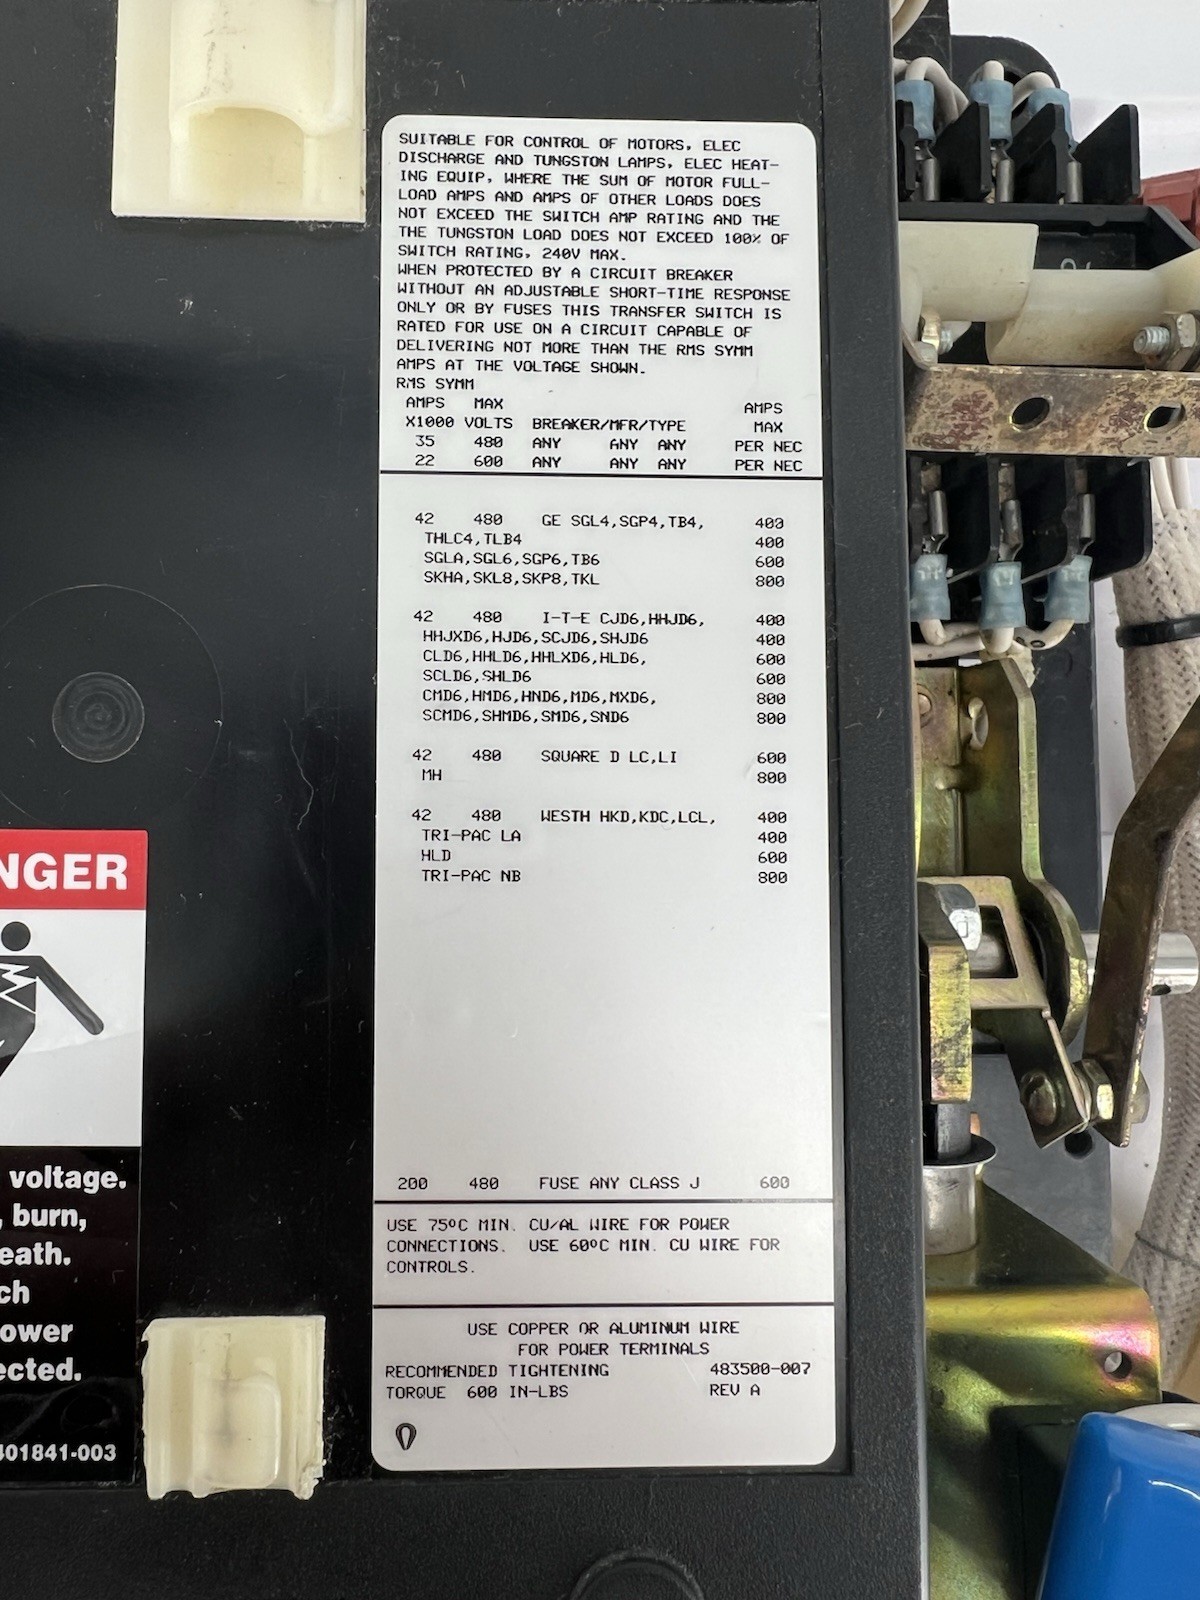 SUITABLE FOR CONTROL OF MOTORS, ELEC
DISCHARGE AND TUNGSTON LAMPS, ELEC HEAT-
ING EQUIP, WHERE THE SUM OF MOTOR FULL-
LOAD AMPS AND AMPS OF OTHER LOADS DOES
NOT EXCEED THE SWITCH AMP RATING AND THE
THE TUNGSTON LOAD DOES NOT EXCEED 100% OF
SWITCH RATING, 240V MAX.
WHEN PROTECTED BY A CIRCUIT BREAKER
WITHOUT AN ADJUSTABLE SHORT-TIME RESPONSE
ONLY OR BY FUSES THIS TRANSFER SWITCH IS
RATED FOR USE ON A CIRCUIT CAPABLE OF
DELIVERING NOT MORE THAN THE RMS SYMM
AMPS AT THE VOLTAGE SHOWN.
RMS SYMM
AMPS MAX AMPS
X1000 VOLTS BREAKER/MFR/TYPE MAX
35 480 ANY ANY ANY PER NEC
22 600 ANY ANY ANY PER NEC
42 480 GE SGL4,SGP4,TB4, 400
THLC4,TLB4 400
SGLA,SGL6,SGP6,TB6 600
SKHA,SKL8,SKP8,TKL 800
42 480 I-T-E CJD6,HHJD6, 400
HHJXD6,HJD6,SCJD6,SHJD6 400
CLD6,HHLD6,HHLXD6,HLD6, 600
SCLD6,SHLD6 600
CMD6,HMD6,HND6,MD6,MXD6, 800
SCMD6,SHMD6,SMD6,SND6 800
42 480 SQUARE D LC,LI 600
MH 800
42 480 WESTH HKD,KDC,LCL, 400
TRI-PAC LA 400
HLD 600
TRI-PAC NB 800
200 480 FUSE ANY CLASS J 600
USE 75ºC MIN. CU/AL WIRE FOR POWER
CONNECTIONS. USE 60ºC MIN. CU WIRE FOR
CONTROLS.
USE COPPER OR ALUMINUM WIRE
FOR POWER TERMINALS
RECOMMENDED TIGHTENING 483500-007
TORQUE 600 IN-LBS REV A
NGER
voltage.
, burn,
eath.
ch
ower
ected.
401841-003